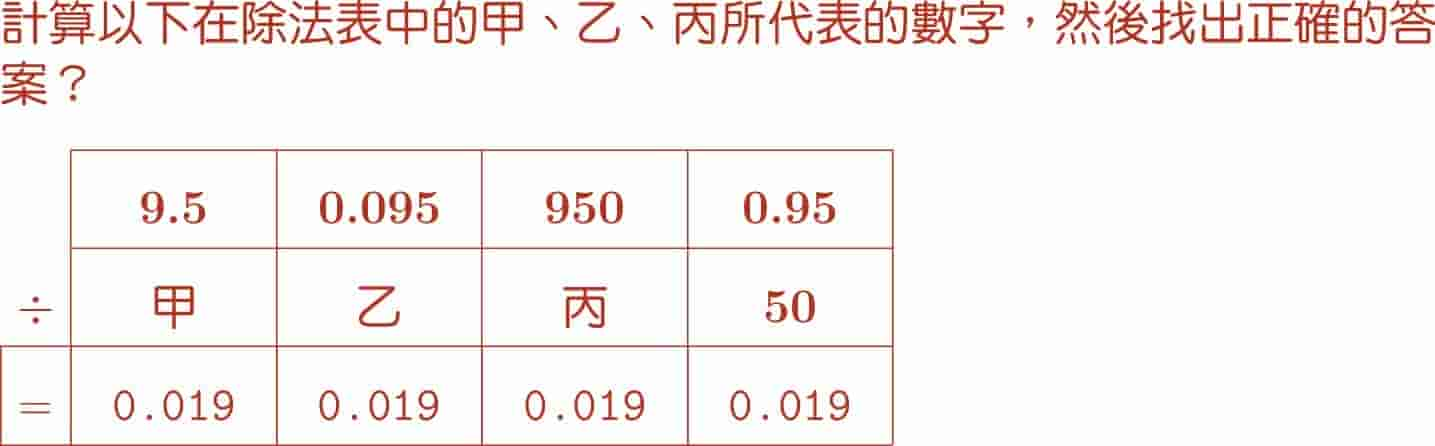 計算以下在除法表中的甲、乙、丙所代表的數字，然後找出正確的答
案？
9.5 0.095 950 0.95
÷ 甲 乙 丙 50
= 0.019 0.019 0.019 0.019